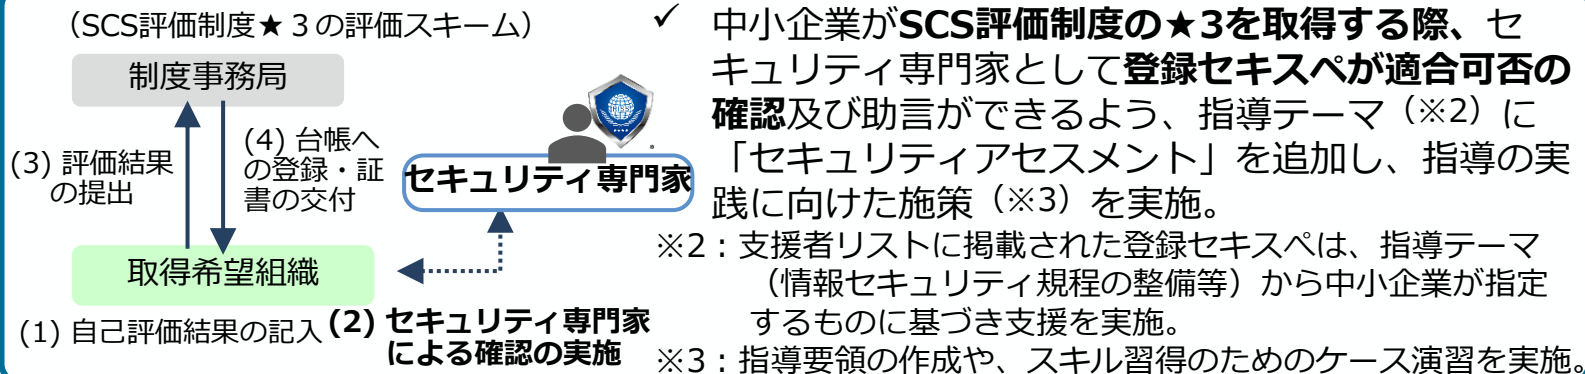 （SCS評価制度★３の評価スキーム）
制度事務局
(3) 評価結果
の提出
(4) 台帳へ
の登録・証
書の交付
セキュリティ専門家
取得希望組織
(1) 自己評価結果の記入
(2) セキュリティ専門家
による確認の実施
✓ 中小企業がSCS評価制度の★3を取得する際、セ
キュリティ専門家として登録セキスペが適合可否の
確認及び助言ができるよう、指導テーマ（※2）に
「セキュリティアセスメント」を追加し、指導の実
践に向けた施策（※3）を実施。
※2：支援者リストに掲載された登録セキスペは、指導テーマ
（情報セキュリティ規程の整備等）から中小企業が指定
するものに基づき支援を実施。
※3：指導要領の作成や、スキル習得のためのケース演習を実施。